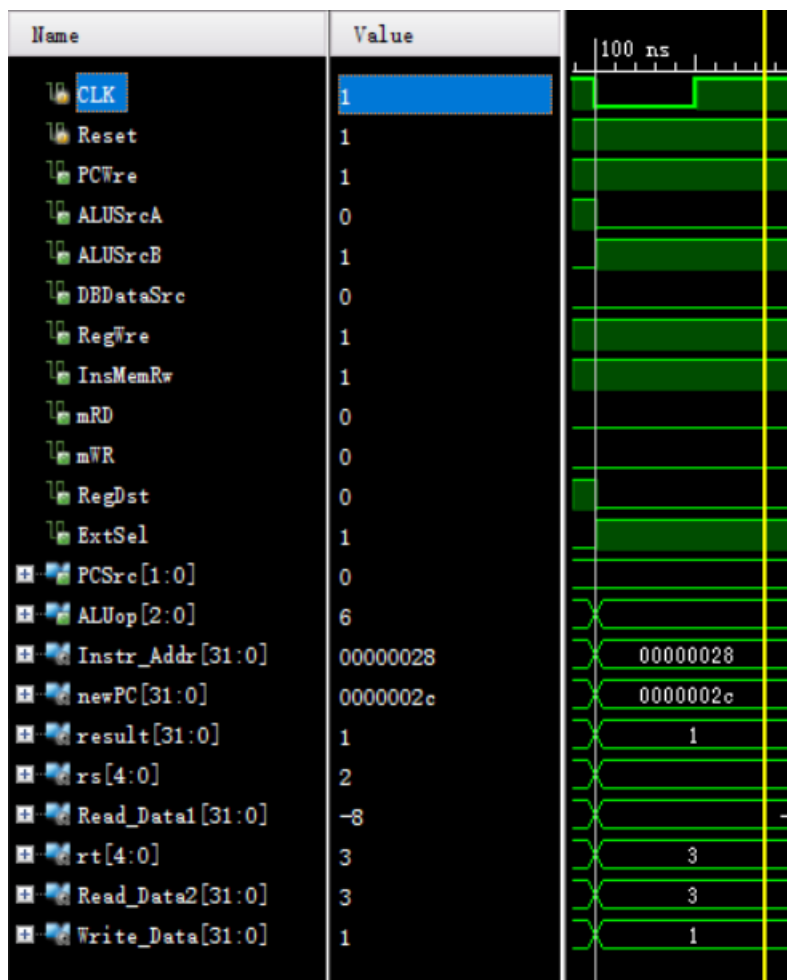 Name Value
100 ns
CLK 1
Reset 1
PCWre 1
ALUSrcA 0
ALUSrcB 1
DBDataSrc 0
RegWre 1
InsMemRw 1
mRD 0
mWR 0
RegDst 0
ExtSel 1
PCSrc[1:0] 0
ALUop[2:0] 6
Instr_Addr[31:0] 00000028 00000028
newPC[31:0] 0000002c 0000002c
result[31:0] 1 1
rs[4:0] 2
Read_Data1[31:0] -8 -
rt[4:0] 3 3
Read_Data2[31:0] 3 3
Write_Data[31:0] 1 1